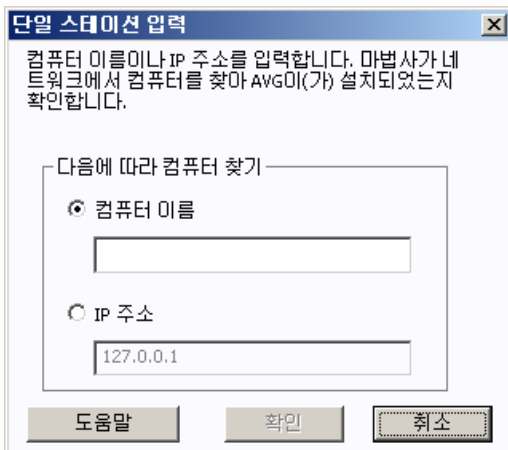 단일 스테이션 입력
컴퓨터 이름이나 IP 주소를 입력합니다. 마법사가 네
트워크에서 컴퓨터를 찾아 AVG이(가) 설치되었는지
확인합니다.
다음에 따라 컴퓨터 찾기
컴퓨터 이름
IP 주소
127.0.0.1
도움말 확인 취소